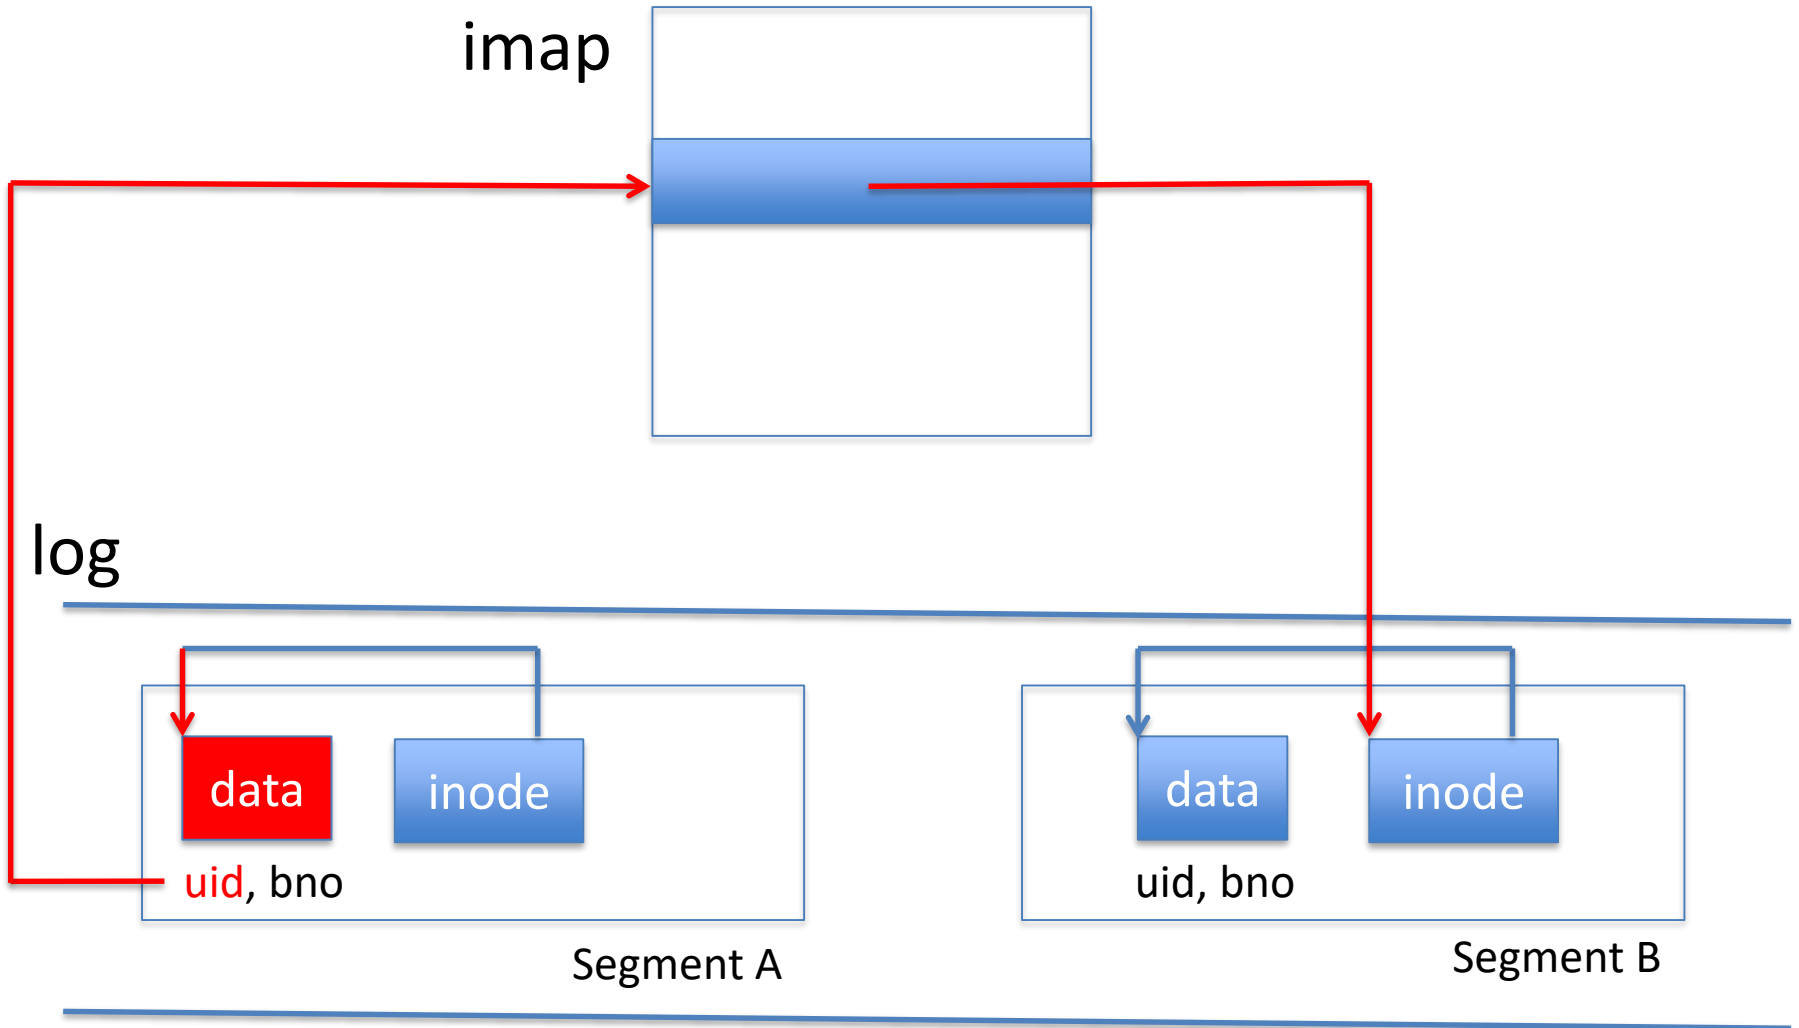 imap
log
data
inode
data
inode
uid, bno
uid, bno
Segment A
Segment B